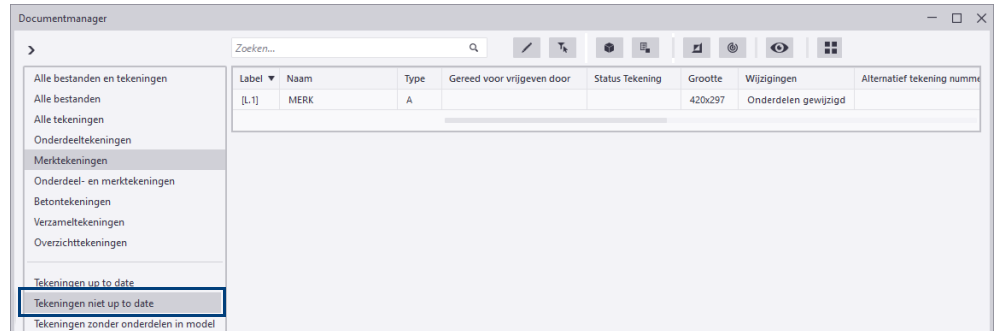 Documentmanager
Zoeken...
Alle bestanden en tekeningen
Alle bestanden
Alle tekeningen
Onderdeeltekeningen
Merktekeningen
Onderdeel- en merktekeningen
Betontekeningen
Verzameltekeningen
Overzichttekeningen
Tekeningen up to date
Tekeningen niet up to date
Tekeningen zonder onderdelen in model
Label Naam Type Gereed voor vrijgeven door Status Tekening Grootte Wijzigingen Alternatief tekening numme
[L.1] MERK A 420x297 Onderdelen gewijzigd